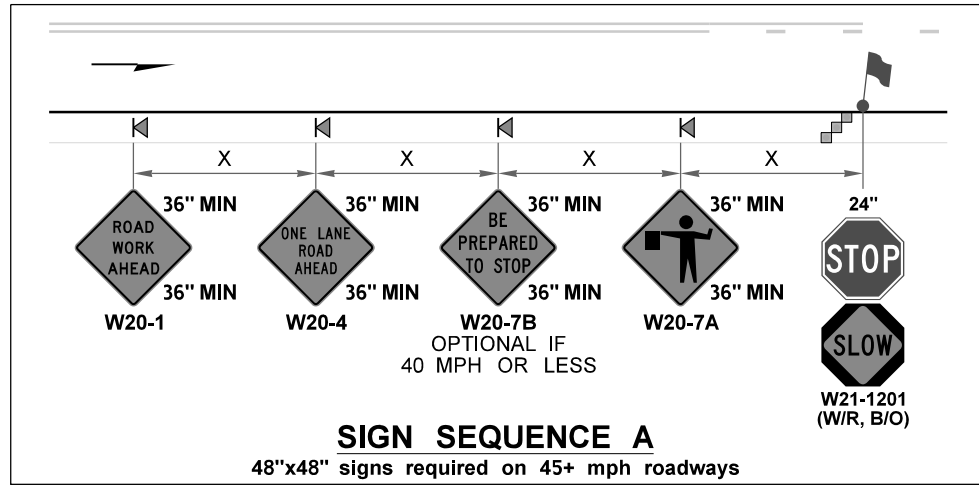 X X X X
36" MIN 36" MIN 36" MIN 36" MIN 24"
ROAD
WORK
AHEAD
ONE LANE
ROAD
AHEAD
BE
PREPARED
TO STOP
STOP
36" MIN 36" MIN 36" MIN 36" MIN
W20-1 W20-4 W20-7B W20-7A
OPTIONAL IF
40 MPH OR LESS
SLOW
W21-1201
(W/R, B/O)
SIGN SEQUENCE A
48"x48" signs required on 45+ mph roadways